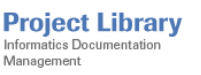 Project Library
Informatics Documentation
Management